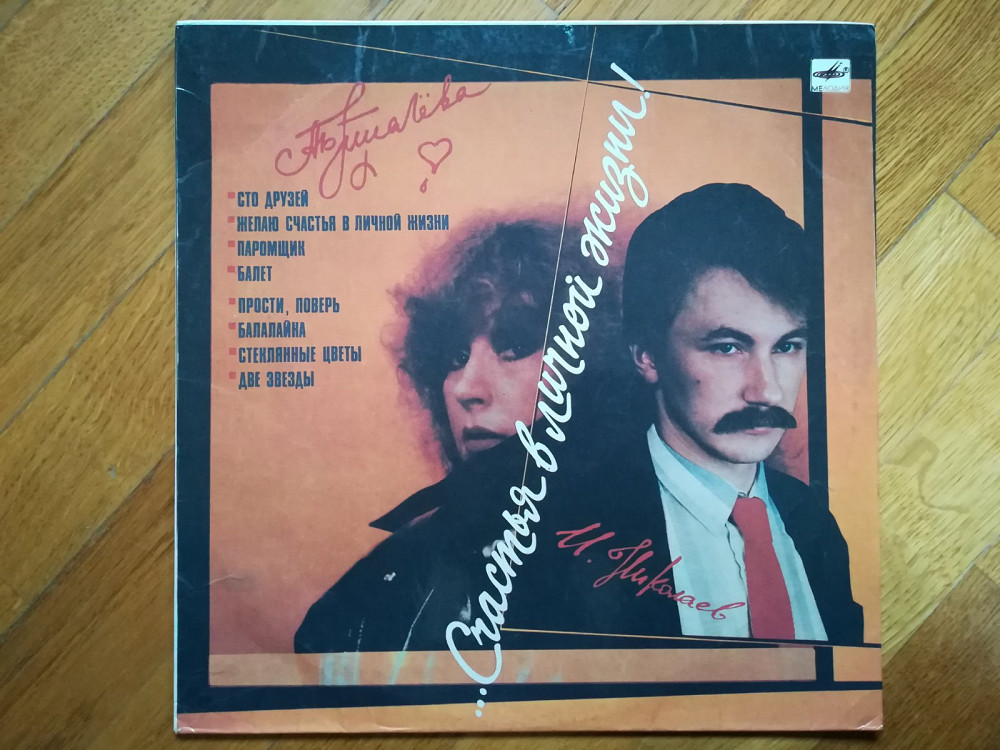 МЕЛОДИЯ
А Пугачёва
СТО ДРУЗЕЙ
ЖЕЛАЮ СЧАСТЬЯ В ЛИЧНОЙ ЖИЗНИ
ПАРОМЩИК
БАЛЕТ
ПРОСТИ, ПОВЕРЬ
БАЛАЛАЙКА
СТЕКЛЯННЫЕ ЦВЕТЫ
ДВЕ ЗВЕЗДЫ
...Счастья в личной жизни!
И. Николаев